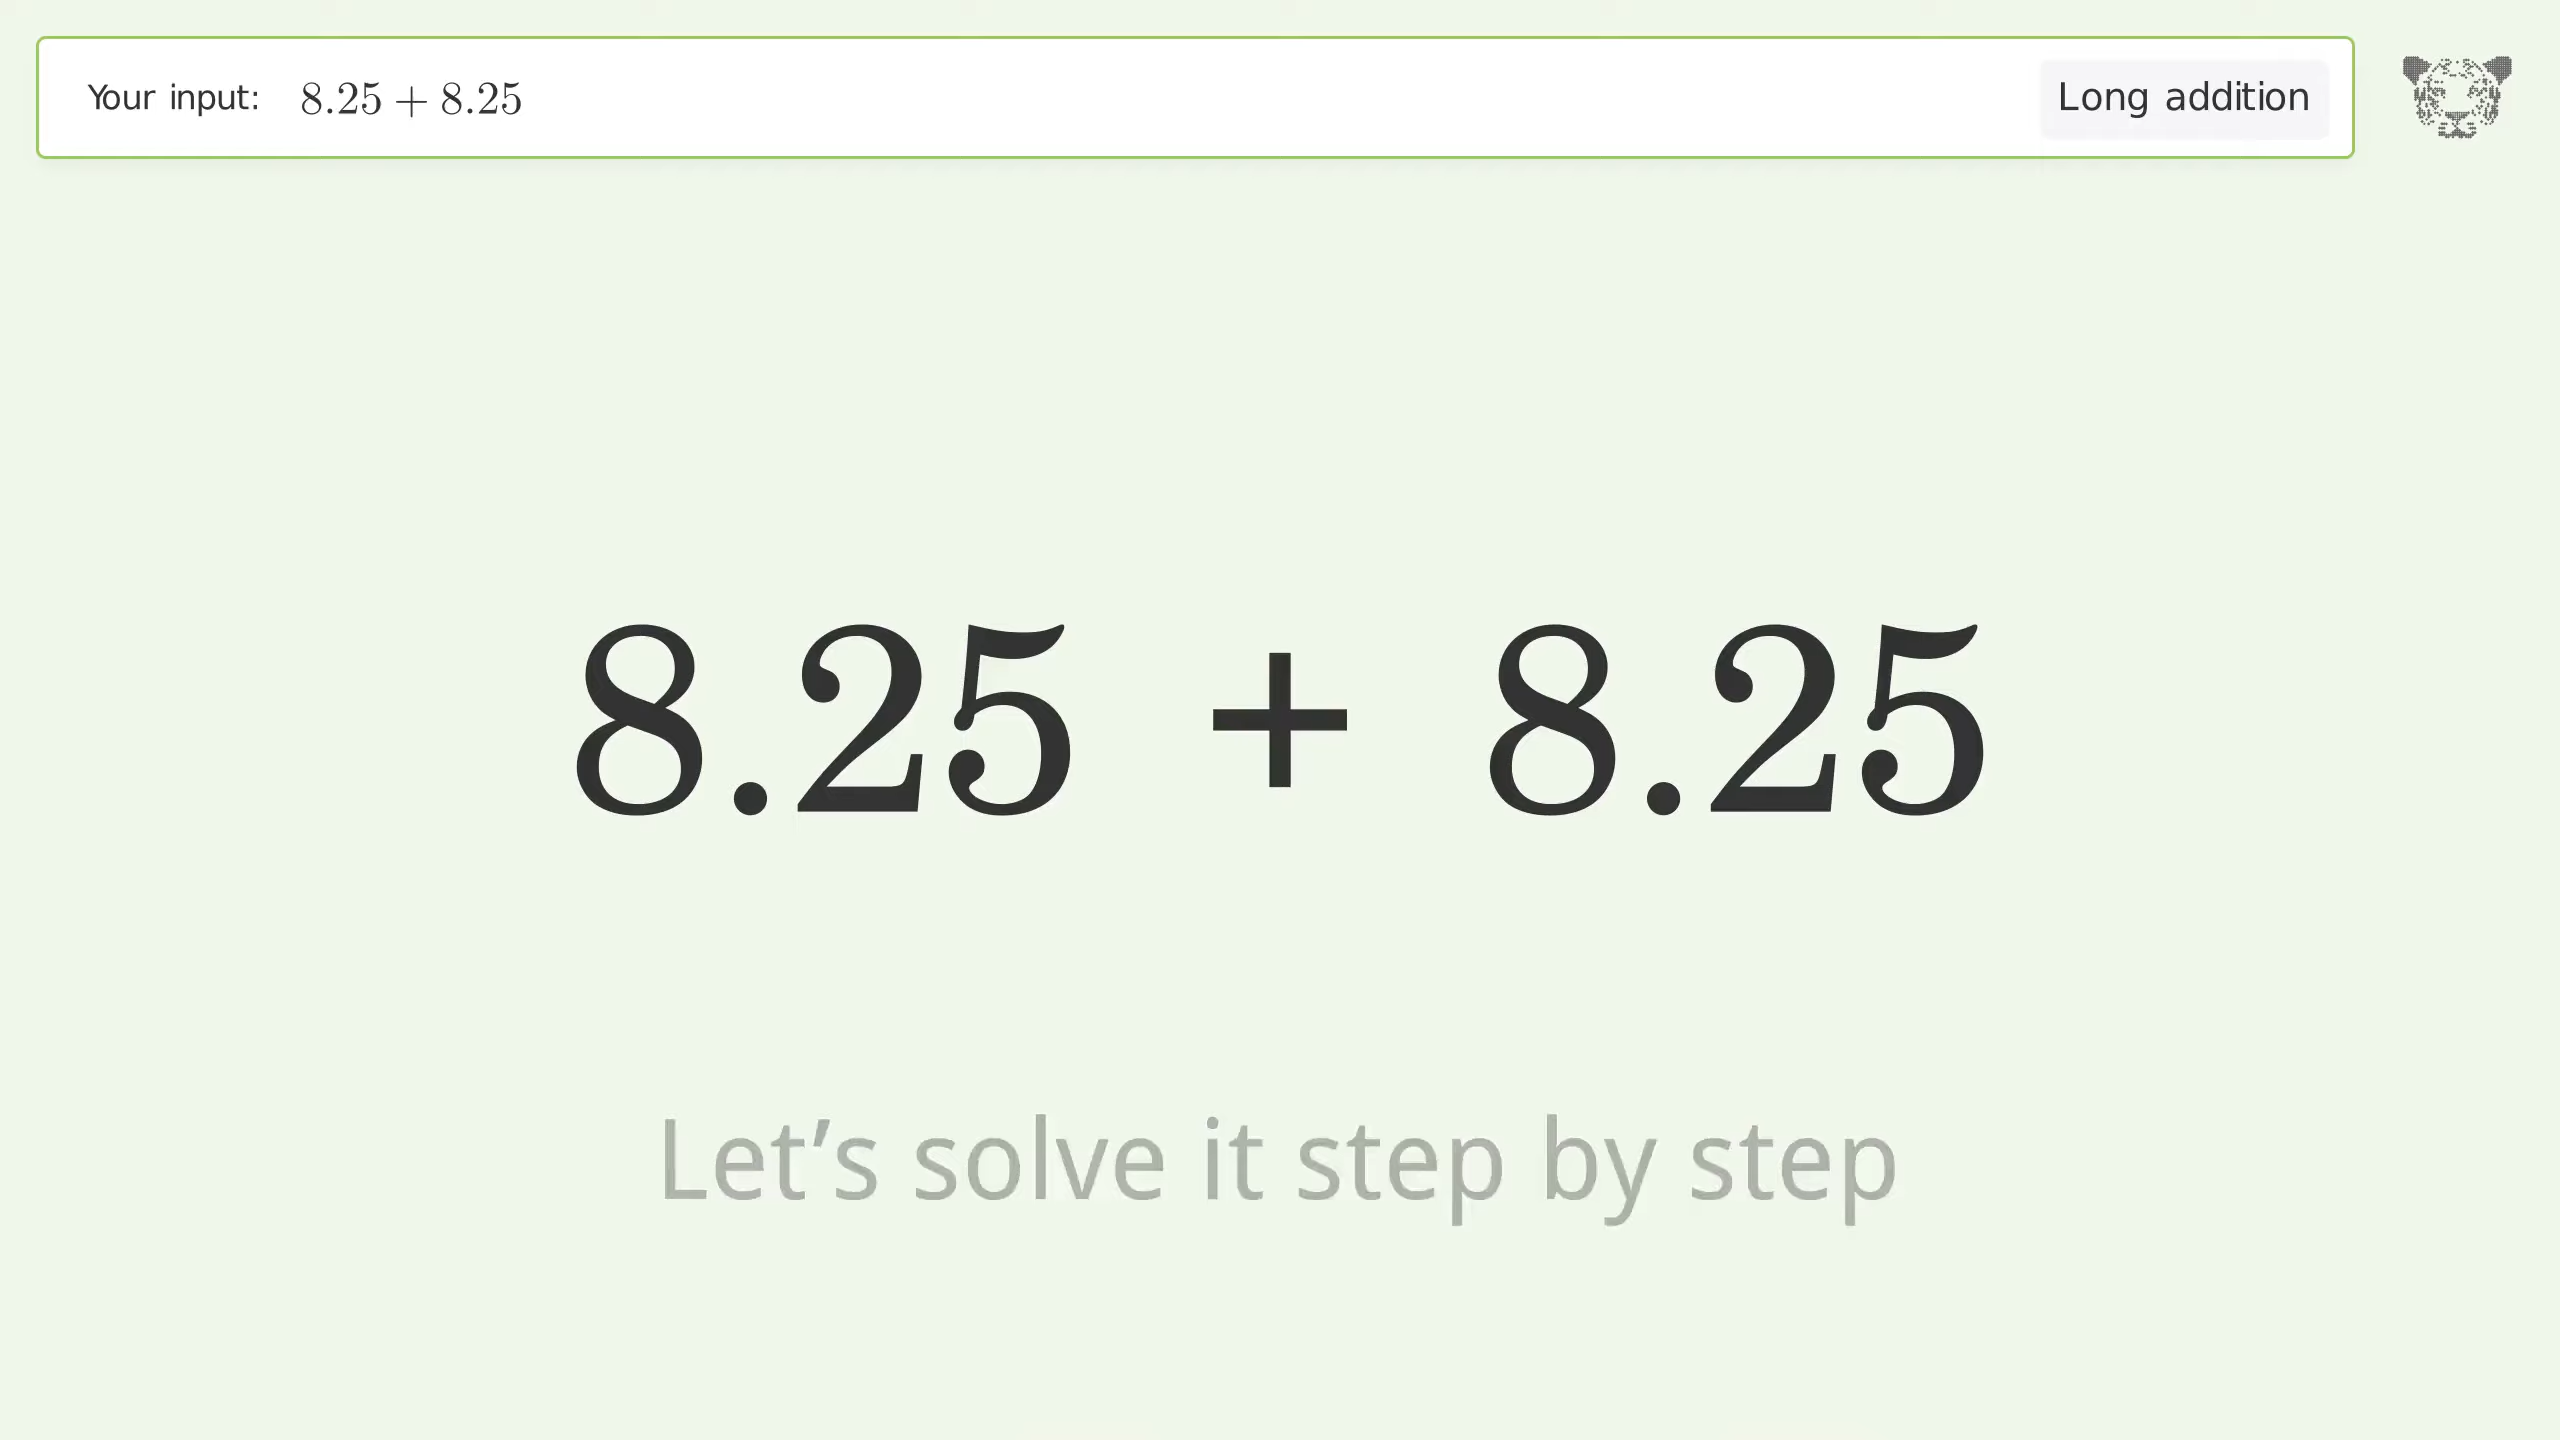 Your input: 8.25 + 8.25 Long addition
8.25 + 8.25
Let’s solve it step by step